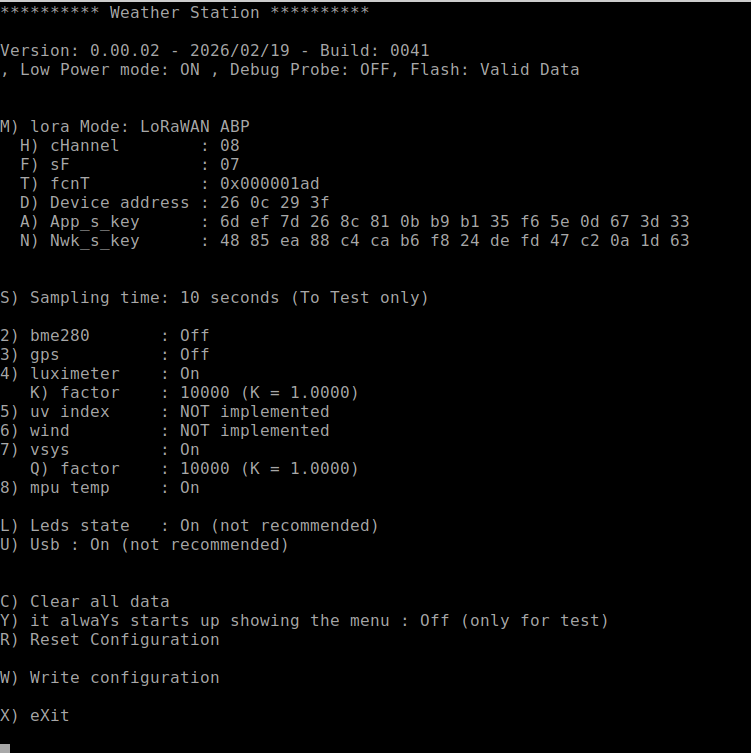 ********** Weather Station **********
Version: 0.00.02 - 2026/02/19 - Build: 0041
, Low Power mode: ON , Debug Probe: OFF, Flash: Valid Data
M) lora Mode: LoRaWAN ABP
H) cHannel : 08
F) sF : 07
T) fcnT : 0x000001ad
D) Device address : 26 0c 29 3f
A) App_s_key : 6d ef 7d 26 8c 81 0b b9 b1 35 f6 5e 0d 67 3d 33
N) Nwk_s_key : 48 85 ea 88 c4 ca b6 f8 24 de fd 47 c2 0a 1d 63
S) Sampling time: 10 seconds (To Test only)
2) bme280 : Off
3) gps : Off
4) luximeter : On
K) factor : 10000 (K = 1.0000)
5) uv index : NOT implemented
6) wind : NOT implemented
7) vsys : On
Q) factor : 10000 (K = 1.0000)
8) mpu temp : On
L) Leds state : On (not recommended)
U) Usb : On (not recommended)
C) Clear all data
Y) it alwaYs starts up showing the menu : Off (only for test)
R) Reset Configuration
W) Write configuration
X) eXit